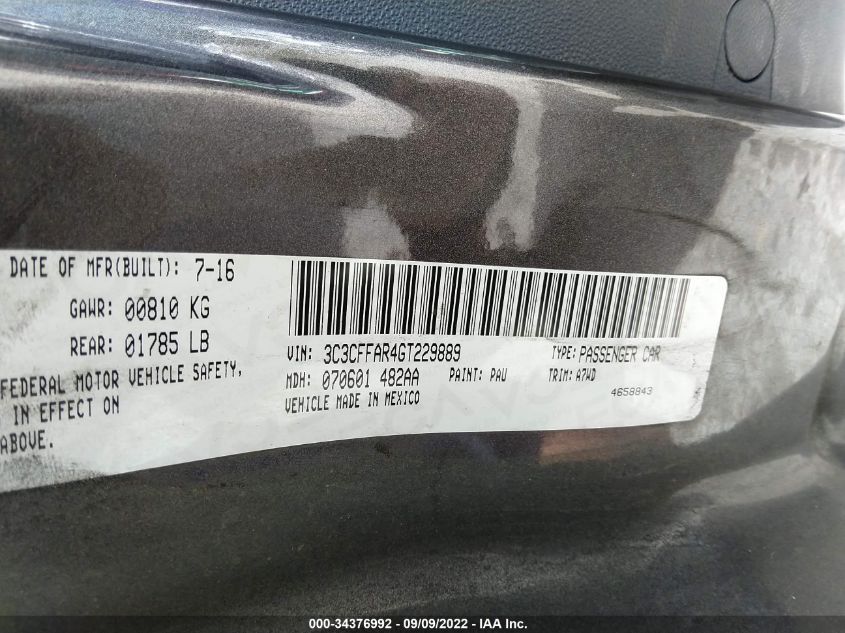 DATE OF MFR(BUILT): 7-16
GAWR: 00810 KG
REAR: 01785 LB
FEDERAL MOTOR VEHICLE SAFETY,
IN EFFECT ON
ABOVE.
VIN: 3C3CFFAR4GT229889 TYPE: PASSENGER CAR
MDH: 070601 482AA PAINT: PAU TRIM: A7WD
VEHICLE MADE IN MEXICO 4658843
000-34376992 / 09/09/2022 - IAA Inc.